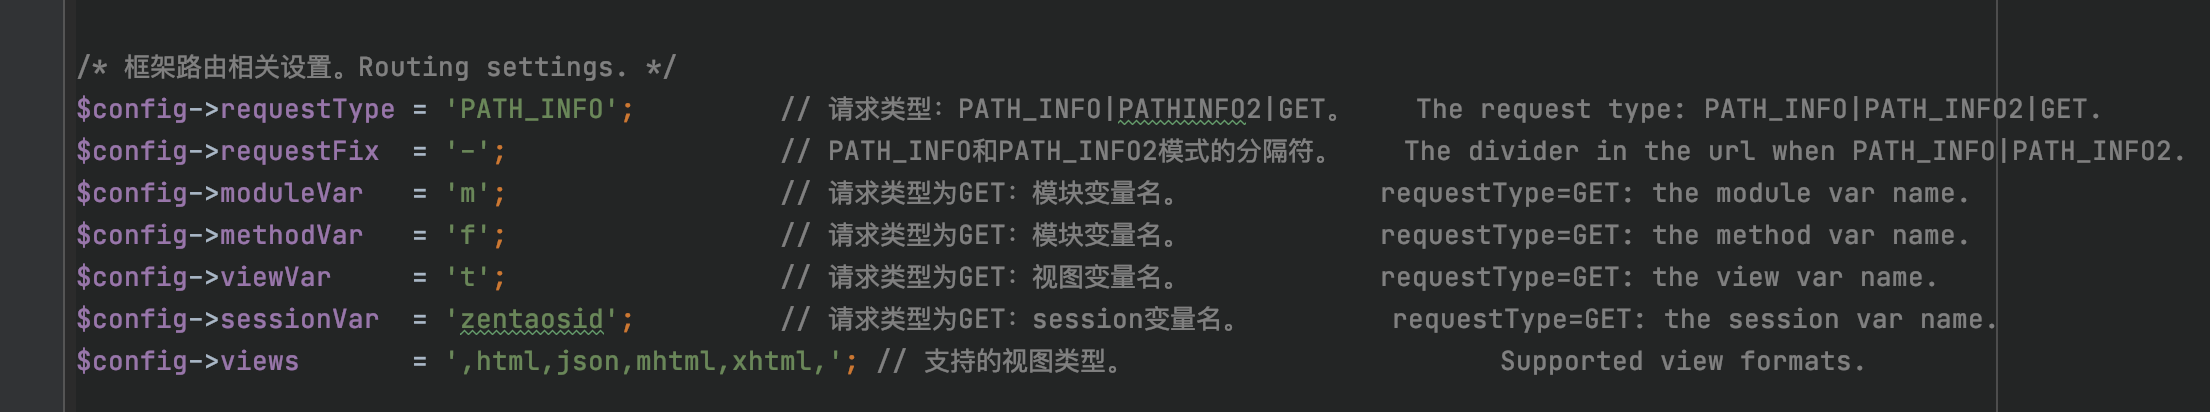 /* 框架路由相关设置。Routing settings. */
$config->requestType = 'PATH_INFO'; // 请求类型：PATH_INFO|PATHINFO2|GET。 The request type: PATH_INFO|PATH_INFO2|GET.
$config->requestFix = '-'; // PATH_INFO和PATH_INFO2模式的分隔符。 The divider in the url when PATH_INFO|PATH_INFO2.
$config->moduleVar = 'm'; // 请求类型为GET：模块变量名。 requestType=GET: the module var name.
$config->methodVar = 'f'; // 请求类型为GET：模块变量名。 requestType=GET: the method var name.
$config->viewVar = 't'; // 请求类型为GET：视图变量名。 requestType=GET: the view var name.
$config->sessionVar = 'zentaosid'; // 请求类型为GET：session变量名。 requestType=GET: the session var name.
$config->views = ',html,json,mhtml,xhtml,'; // 支持的视图类型。 Supported view formats.